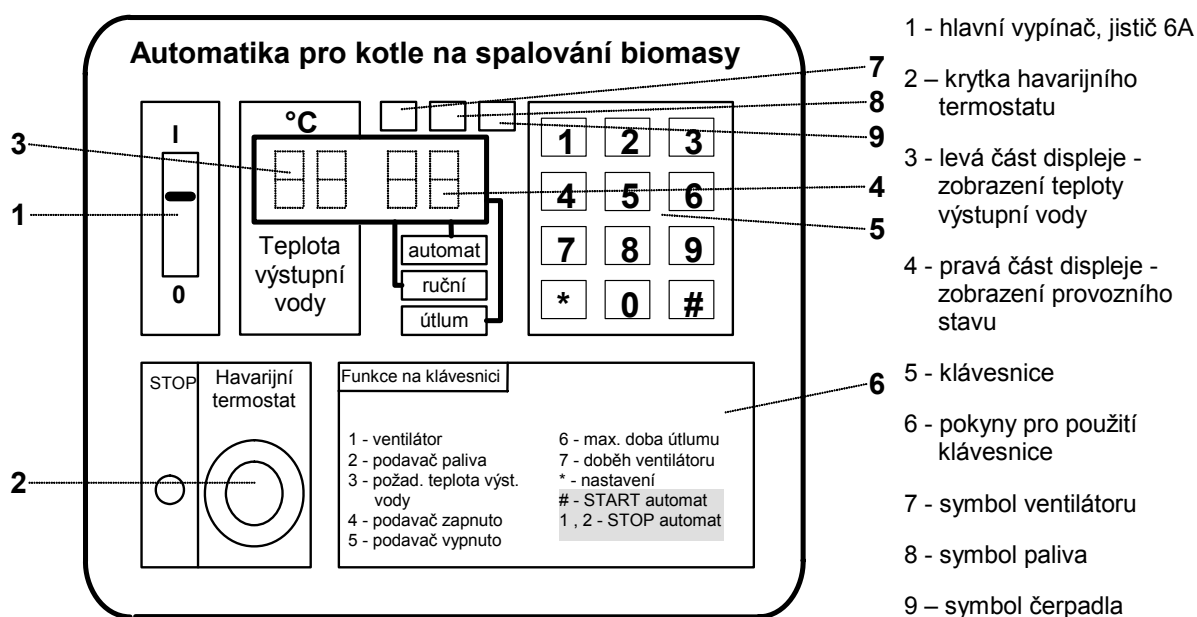 Automatika pro kotle na spalování biomasy
I
0
°C
Teplota
výstupní
vody
automat
ruční
útlum
1 2 3
4 5 6
7 8 9
* 0 #
STOP
Havarijní
termostat
Funkce na klávesnici
1 - ventilátor
2 - podavač paliva
3 - požad. teplota výst.
vody
4 - podavač zapnuto
5 - podavač vypnuto
6 - max. doba útlumu
7 - doběh ventilátoru
* - nastavení
# - START automat
1 , 2 - STOP automat
3
1
2
7
8
9
4
5
6
1 - hlavní vypínač, jistič 6A
2 – krytka havarijního
termostatu
3 - levá část displeje -
zobrazení teploty
výstupní vody
4 - pravá část displeje -
zobrazení provozního
stavu
5 - klávesnice
6 - pokyny pro použití
klávesnice
7 - symbol ventilátoru
8 - symbol paliva
9 – symbol čerpadla